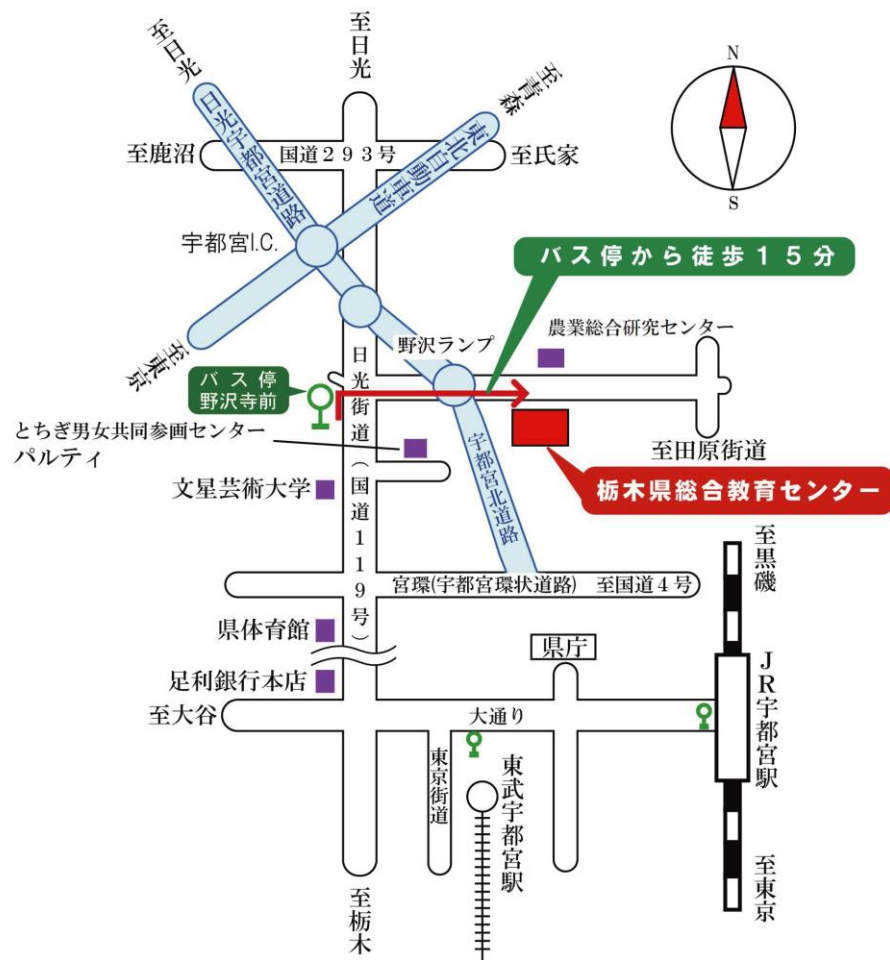 至日光
至日光
至青森
N
日光宇都宮道路
東北自動車道
至鹿沼
国道293号
至氏家
S
宇都宮I.C.
バス停から徒歩15分
至東京
農業総合研究センター
野沢ランプ
バス停
野沢寺前
日光街道(国道119号)
とちぎ男女共同参画センター
パルティ
至田原街道
宇都宮北道路
栃木県総合教育センター
文星芸術大学
至黒磯
宮環(宇都宮環状道路)
至国道4号
県体育館
県庁
足利銀行本店
JR宇都宮駅
至大谷
大通り
東京街道
東武宇都宮駅
至栃木
至東京